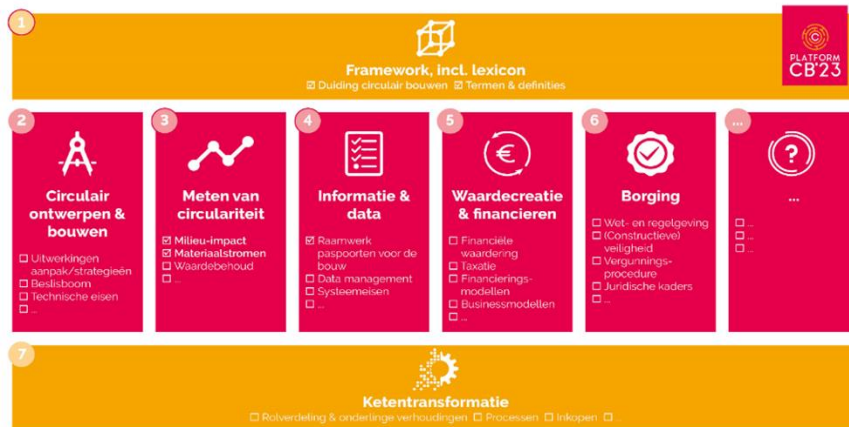 1
Framework, incl. lexicon
☑ Duiding circulair bouwen ☑ Termen & definities
PLATFORM
CB'23
2
Circulair
ontwerpen &
bouwen
☐ Uitwerkingen
aanpak/strategieën
☐ Beslisboom
☐ Technische eisen
☐ ...
3
Meten van
circulariteit
☑ Milieu-impact
☑ Materiaalstromen
☐ Waardebehoud
☐ ...
4
Informatie &
data
☑ Raamwerk
paspoorten voor de
bouw
☐ Data management
☐ Systeemeisen
☐ ...
5
€
Waardecreatie
& financieren
☐ Financiële
waardering
☐ Taxatie
☐ Financierings-
modellen
☐ Businessmodellen
☐ ...
6
Borging
☐ Wet- en regelgeving
☐ (Constructieve)
veiligheid
☐ Vergunnings-
procedure
☐ Juridische kaders
☐ ...
...
?
...
☐ ...
☐ ...
☐ ...
7
Ketentransformatie
☐ Rolverdeling & onderlinge verhoudingen ☐ Processen ☐ Inkopen ☐ ...